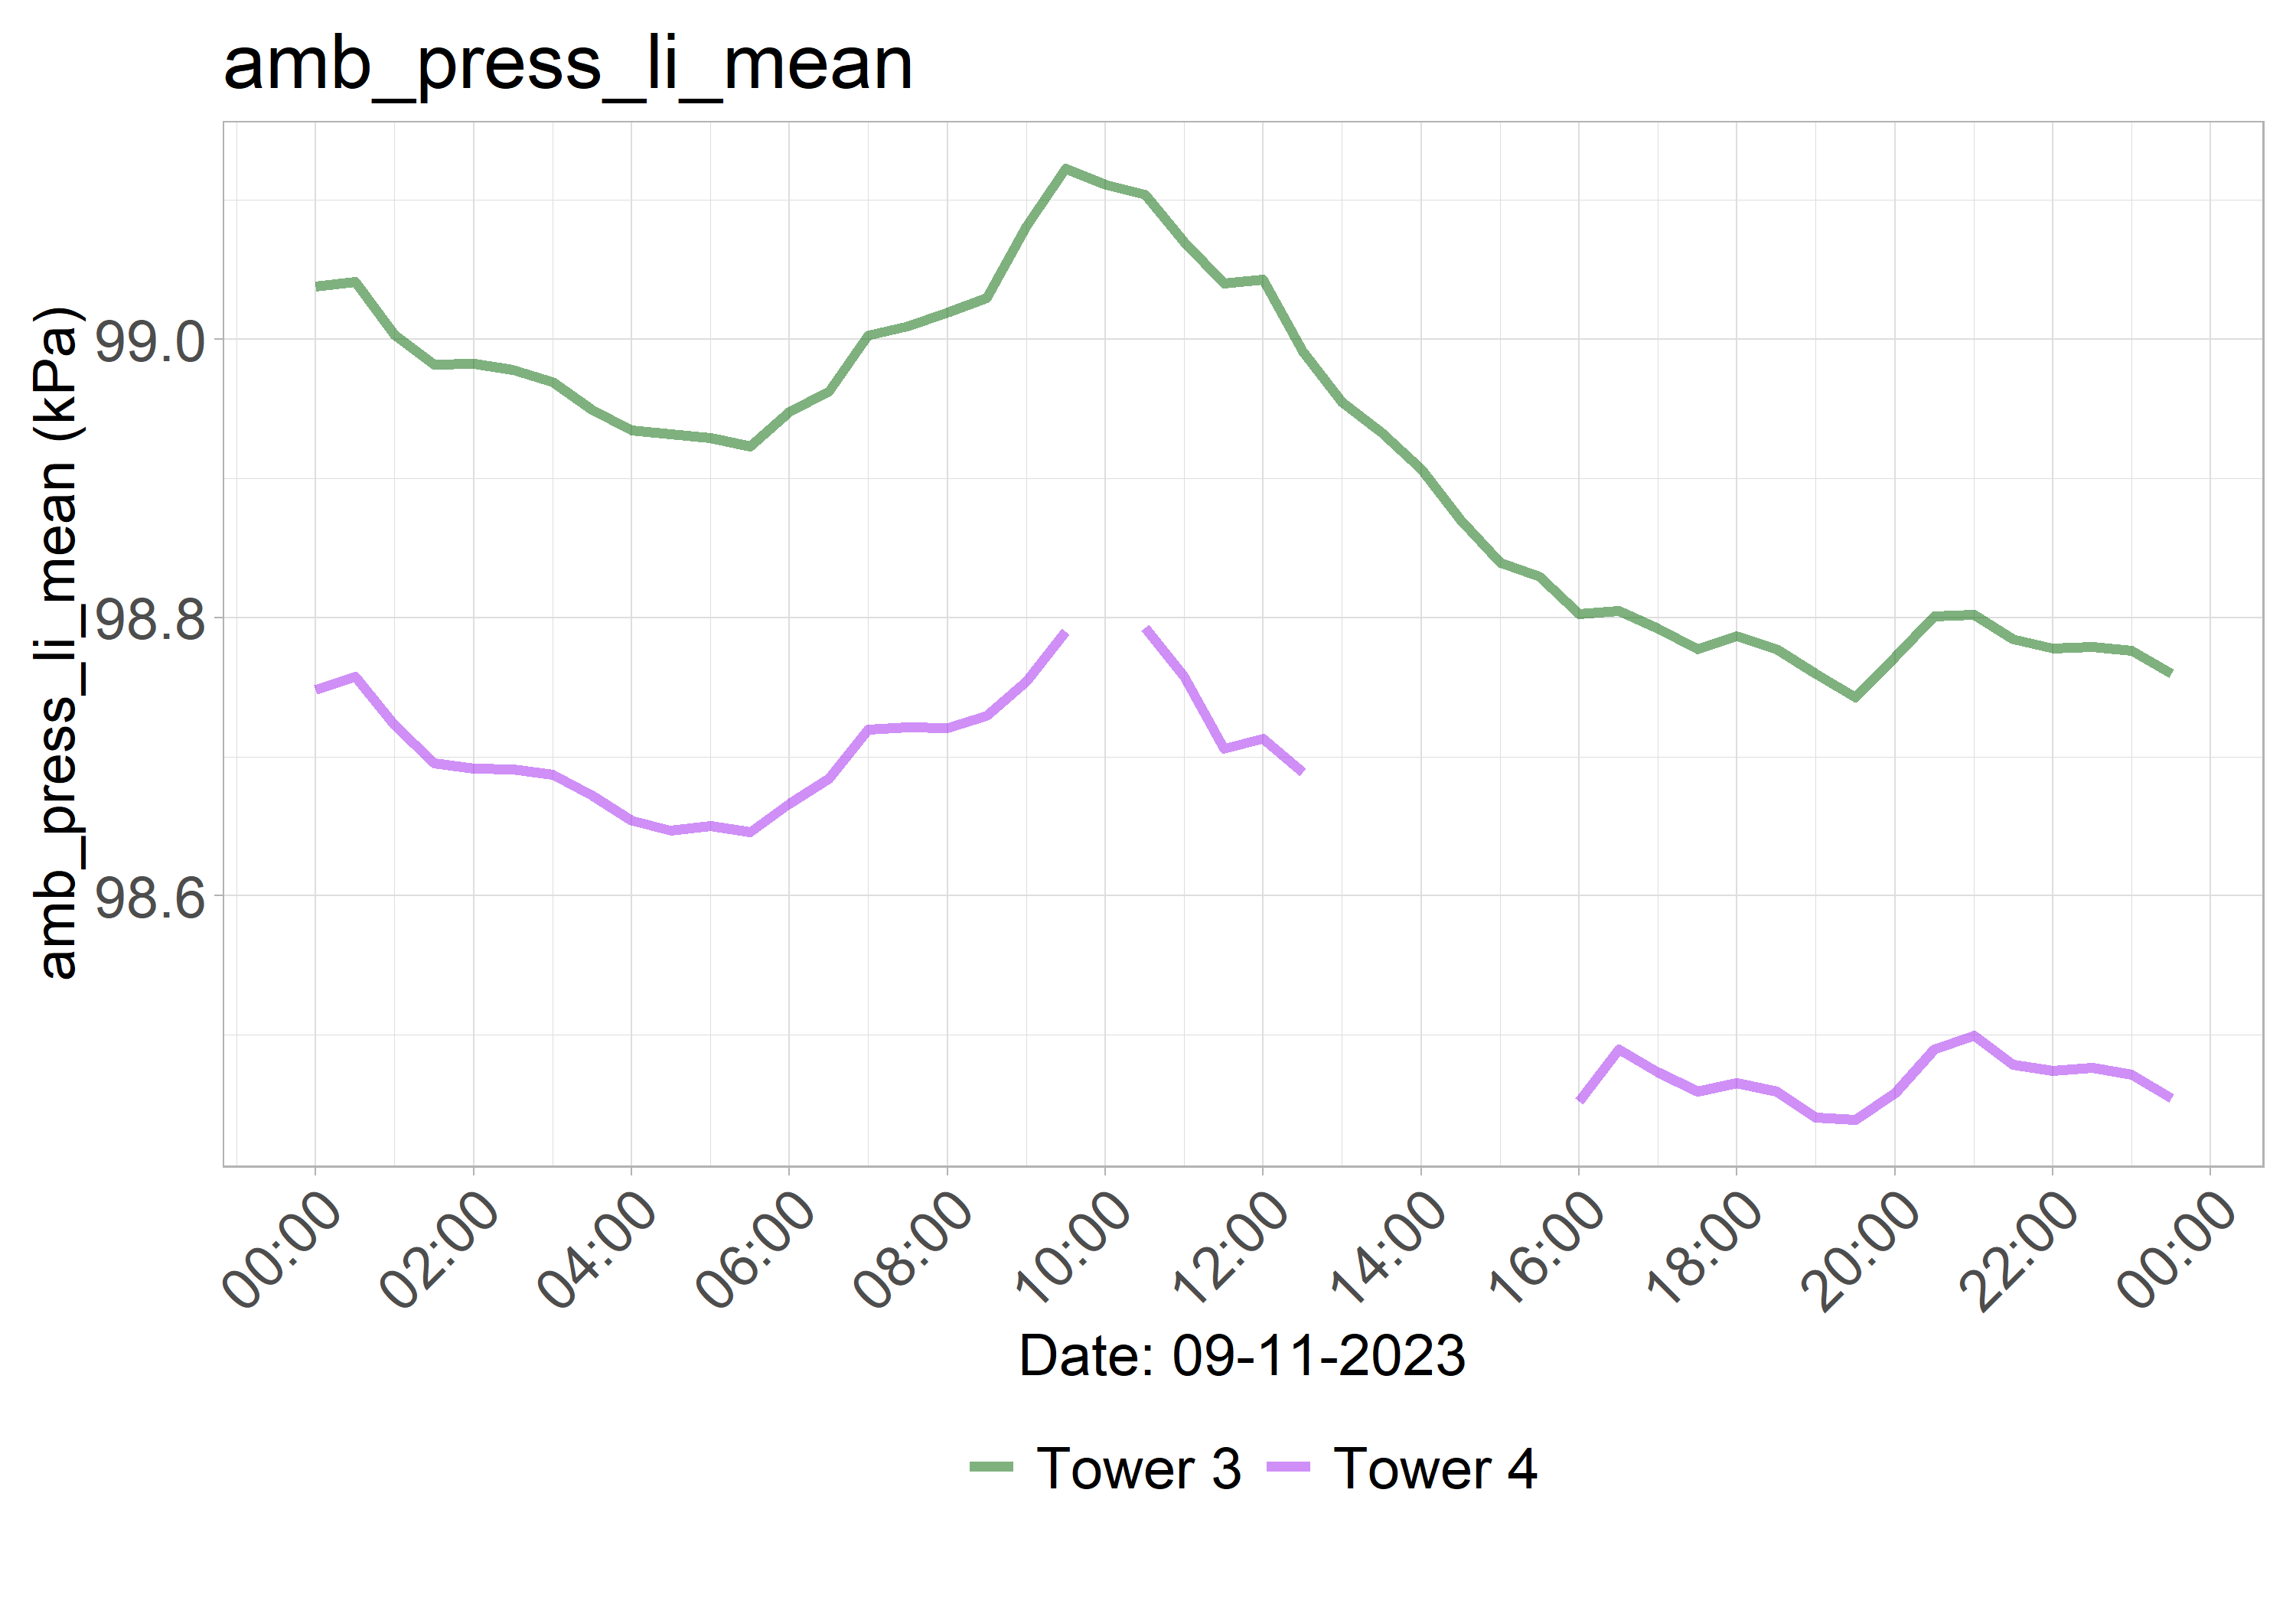 amb_press_li_mean
amb_press_li_mean (kPa)
99.0
98.8
98.6
00:00 02:00 04:00 06:00 08:00 10:00 12:00 14:00 16:00 18:00 20:00 22:00 00:00
Date: 09-11-2023
Tower 3 Tower 4